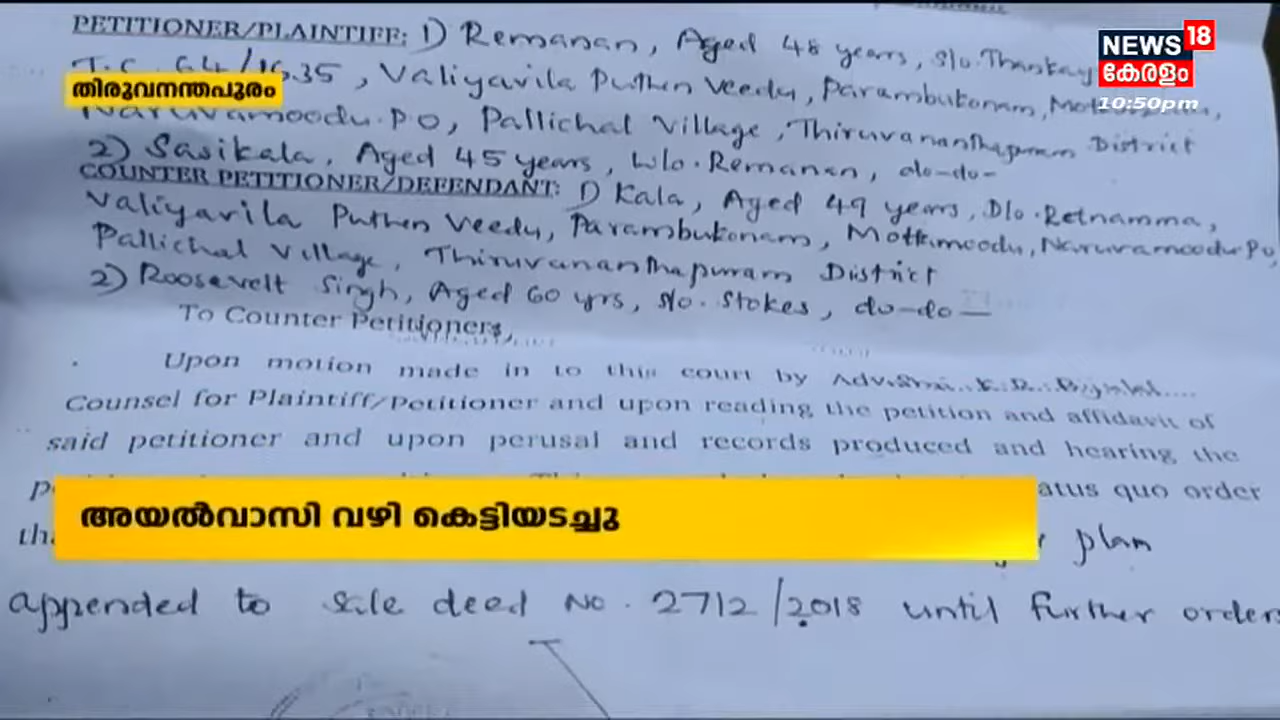 PETITIONER/PLAINTIFF: 1) Remanan, Aged 48 years, S/o. Thankay
NEWS 18
കേരളം
10:50pm
T.C. 64/1635, Valiyavila Puthen Veedu, Parambukonam,
തിരുവനന്തപുരം
Naruvamoodu.P.O, Pallichal Village, Thiruvananthapuram District
2) Sasikala, Aged 45 years, W/o. Remanan, do-do-
COUNTER PETITIONER/DEFENDANT: 1) Kala, Aged 49 years, D/o. Retnamma,
Valiyavila Puthen Veedu, Parambukonam, Mottamoodu, Naruvamoodu PO,
Pallichal Village, Thiruvananthapuram District
2) Roosevelt Singh, Aged 60 yrs, S/o. Stokes, do-do-
To Counter Petitioners,
Upon motion made in to this court by
Counsel for Plaintiff/Petitioner and upon reading the petition and affidavit of
said petitioner and upon perusal and records produced and hearing the
atus quo order
അയൽവാസി വഴി കെട്ടിയടച്ചു
plan
appended to sale deed No. 2712/2018 until further orders